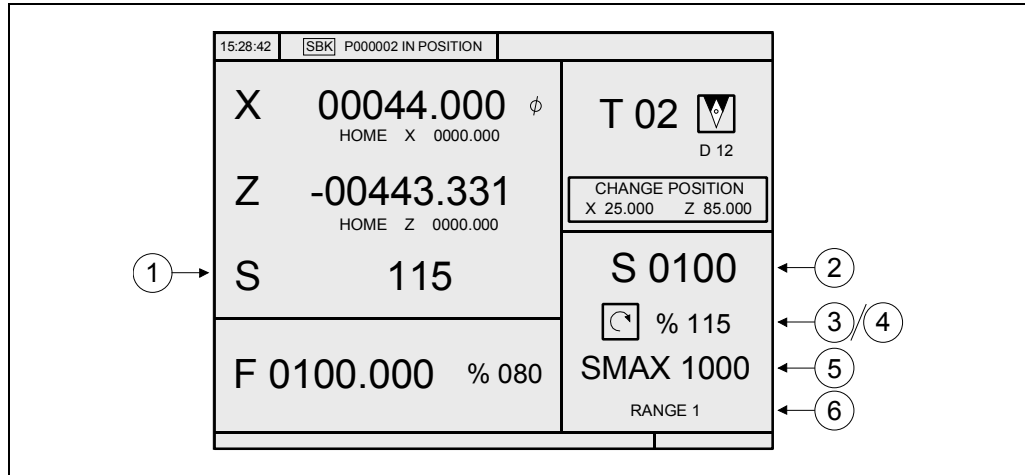 15:28:42 SBK P000002 IN POSITION
X 00044.000 ϕ
HOME X 0000.000
Z -00443.331
HOME Z 0000.000
S 115
F 0100.000 % 080
T 02
D 12
CHANGE POSITION
X 25.000 Z 85.000
S 0100
% 115
SMAX 1000
RANGE 1
1
2
3/4
5
6